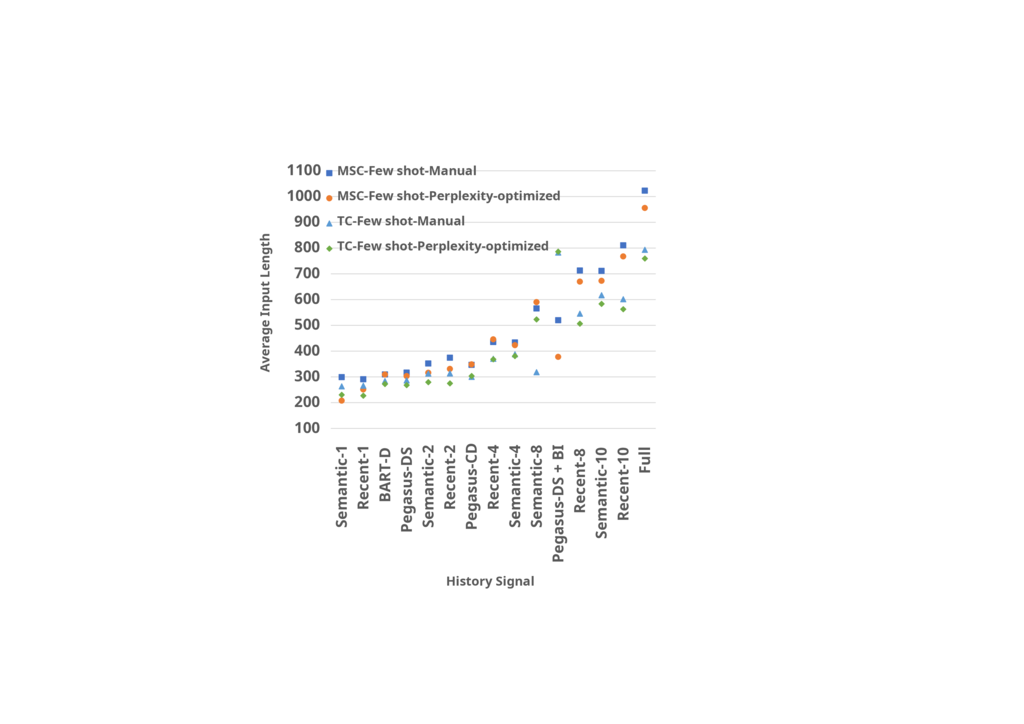 1100
1000
900
800
700
600
500
400
300
200
100
MSC-Few shot-Manual
MSC-Few shot-Perplexity-optimized
TC-Few shot-Manual
TC-Few shot-Perplexity-optimized
Average Input Length
Semantic-1
Recent-1
BART-D
Pegasus-DS
Semantic-2
Recent-2
Pegasus-CD
Recent-4
Semantic-4
Semantic-8
Pegasus-DS + BI
Recent-8
Semantic-10
Recent-10
Full
History Signal